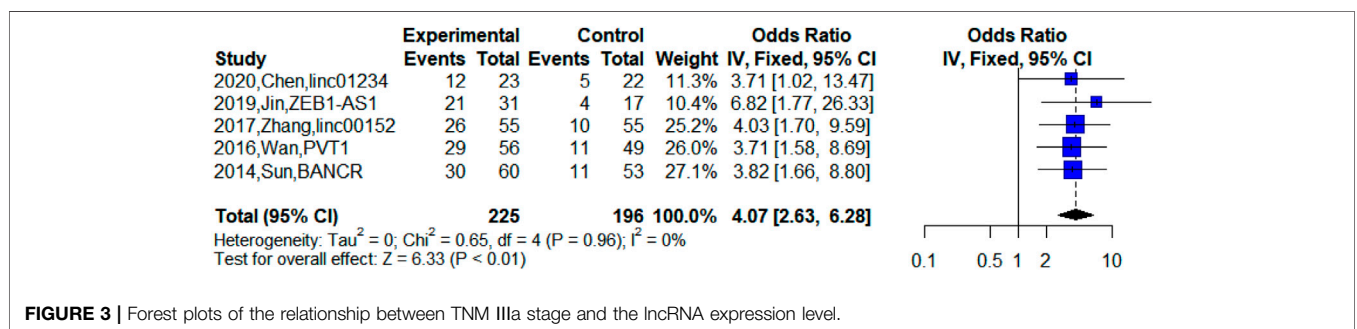 Experimental Control Odds Ratio Odds Ratio
Study Events Total Events Total Weight IV, Fixed, 95% CI IV, Fixed, 95% CI
2020,Chen,linc01234 12 23 5 22 11.3% 3.71 [1.02, 13.47]
2019,Jin,ZEB1-AS1 21 31 4 17 10.4% 6.82 [1.77, 26.33]
2017,Zhang,linc00152 26 55 10 55 25.2% 4.03 [1.70, 9.59]
2016,Wan,PVT1 29 56 11 49 26.0% 3.71 [1.58, 8.69]
2014,Sun,BANCR 30 60 11 53 27.1% 3.82 [1.66, 8.80]
Total (95% CI) 225 196 100.0% 4.07 [2.63, 6.28]
Heterogeneity: Tau² = 0; Chi² = 0.65, df = 4 (P = 0.96); I² = 0%
Test for overall effect: Z = 6.33 (P < 0.01)
0.1 0.5 1 2 10
FIGURE 3 | Forest plots of the relationship between TNM IIIa stage and the lncRNA expression level.